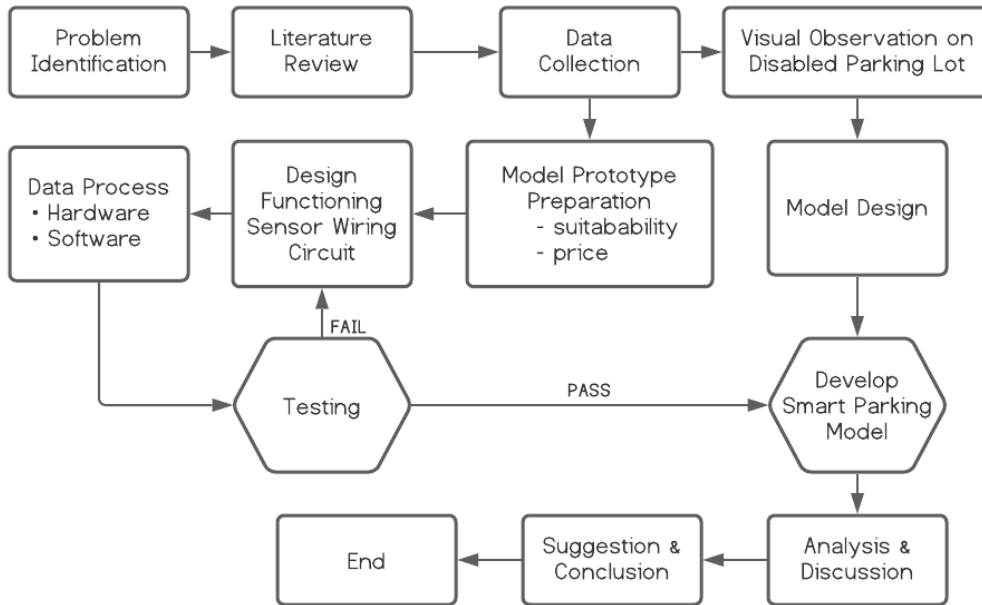 Problem
Identification
Literature
Review
Data
Collection
Visual Observation on
Disabled Parking Lot
Data Process
• Hardware
• Software
Design
Functioning
Sensor Wiring
Circuit
Model Prototype
Preparation
- suitabability
- price
Model Design
FAIL
Testing
PASS
Develop
Smart Parking
Model
End
Suggestion &
Conclusion
Analysis &
Discussion